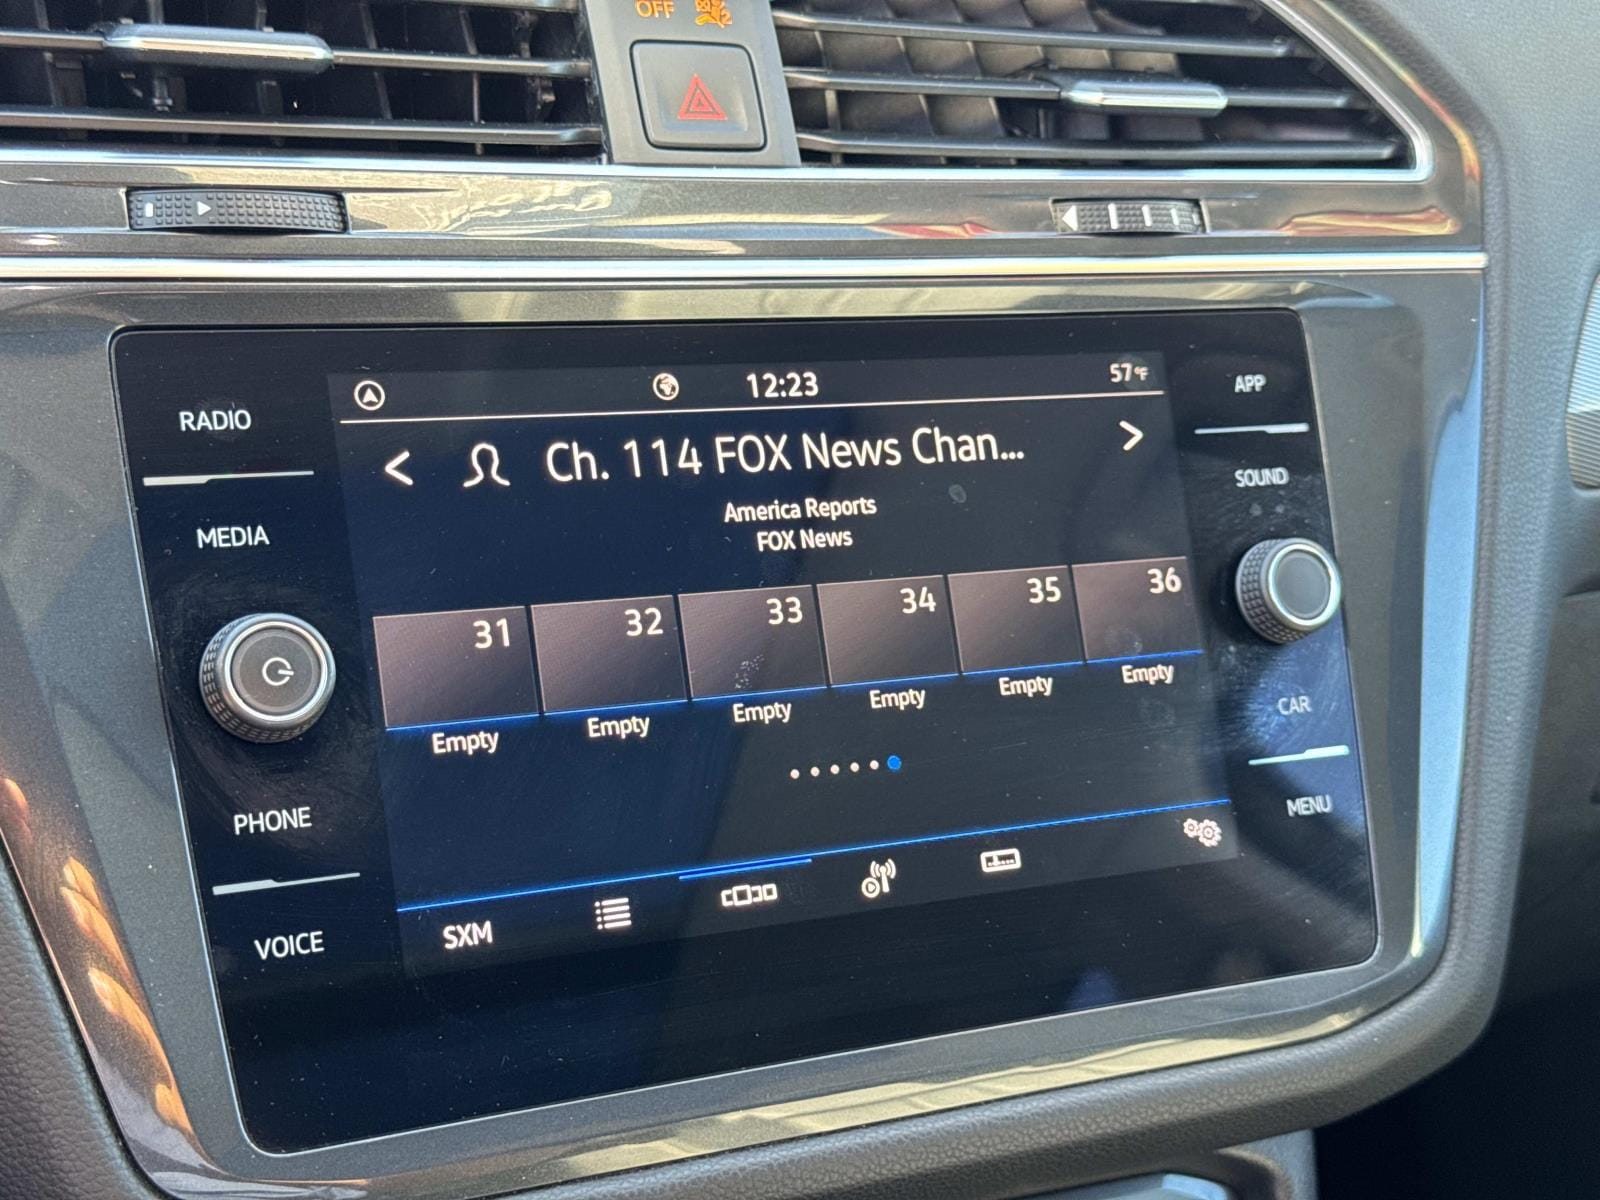 OFF
12:23
57°F
RADIO
APP
< Ch. 114 FOX News Chan... >
SOUND
America Reports
FOX News
MEDIA
31 32 33 34 35 36
Empty Empty Empty Empty Empty Empty
CAR
PHONE
MENU
SXM
VOICE